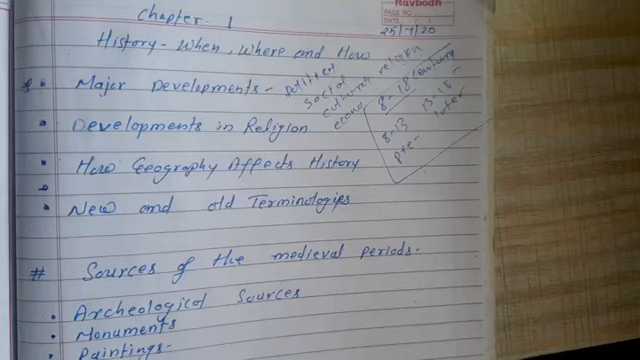 Navbodh
PAGE NO.
DATE
25/7/20
Chapter - 1
History - When, Where and How
Major Developments - political
social
cultural
econo
8-18 century
8-13 13-18
pre- later
Developments in Religion
How Geography Affects History
New and old Terminologies
# Sources of the medieval periods -
Archeological Sources
Monuments
Paintings -